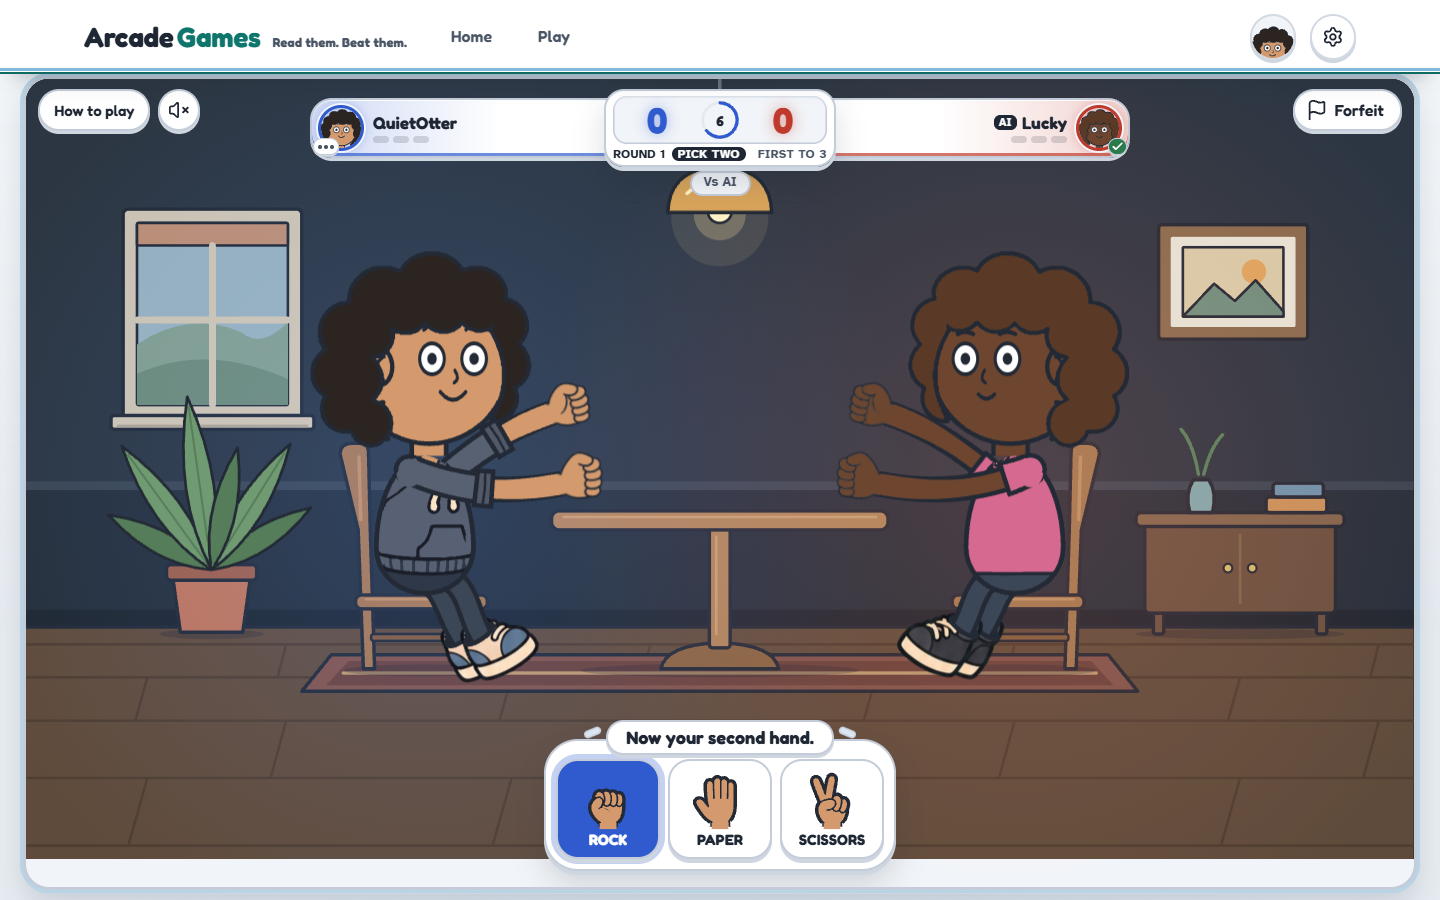 Arcade Games
Read them. Beat them.
Home
Play
How to play
QuietOtter
0
6
0
AI Lucky
Forfeit
ROUND 1 PICK TWO FIRST TO 3
Vs AI
Now your second hand.
ROCK
PAPER
SCISSORS